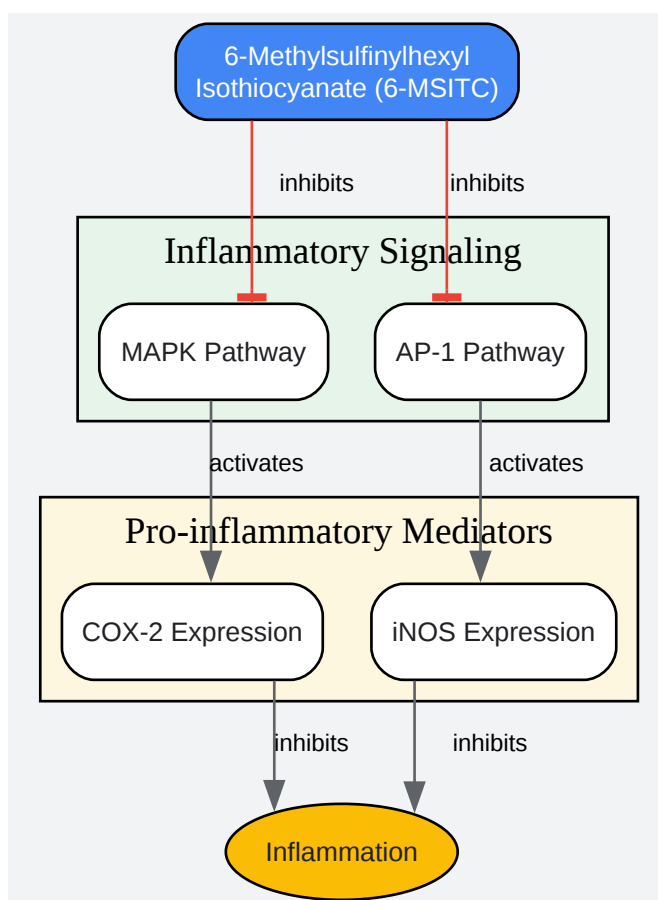 6-Methylsulfinylhexyl
Isothiocyanate (6-MSITC)
inhibits
inhibits
Inflammatory Signaling
MAPK Pathway
AP-1 Pathway
activates
activates
Pro-inflammatory Mediators
COX-2 Expression
iNOS Expression
inhibits
inhibits
Inflammation